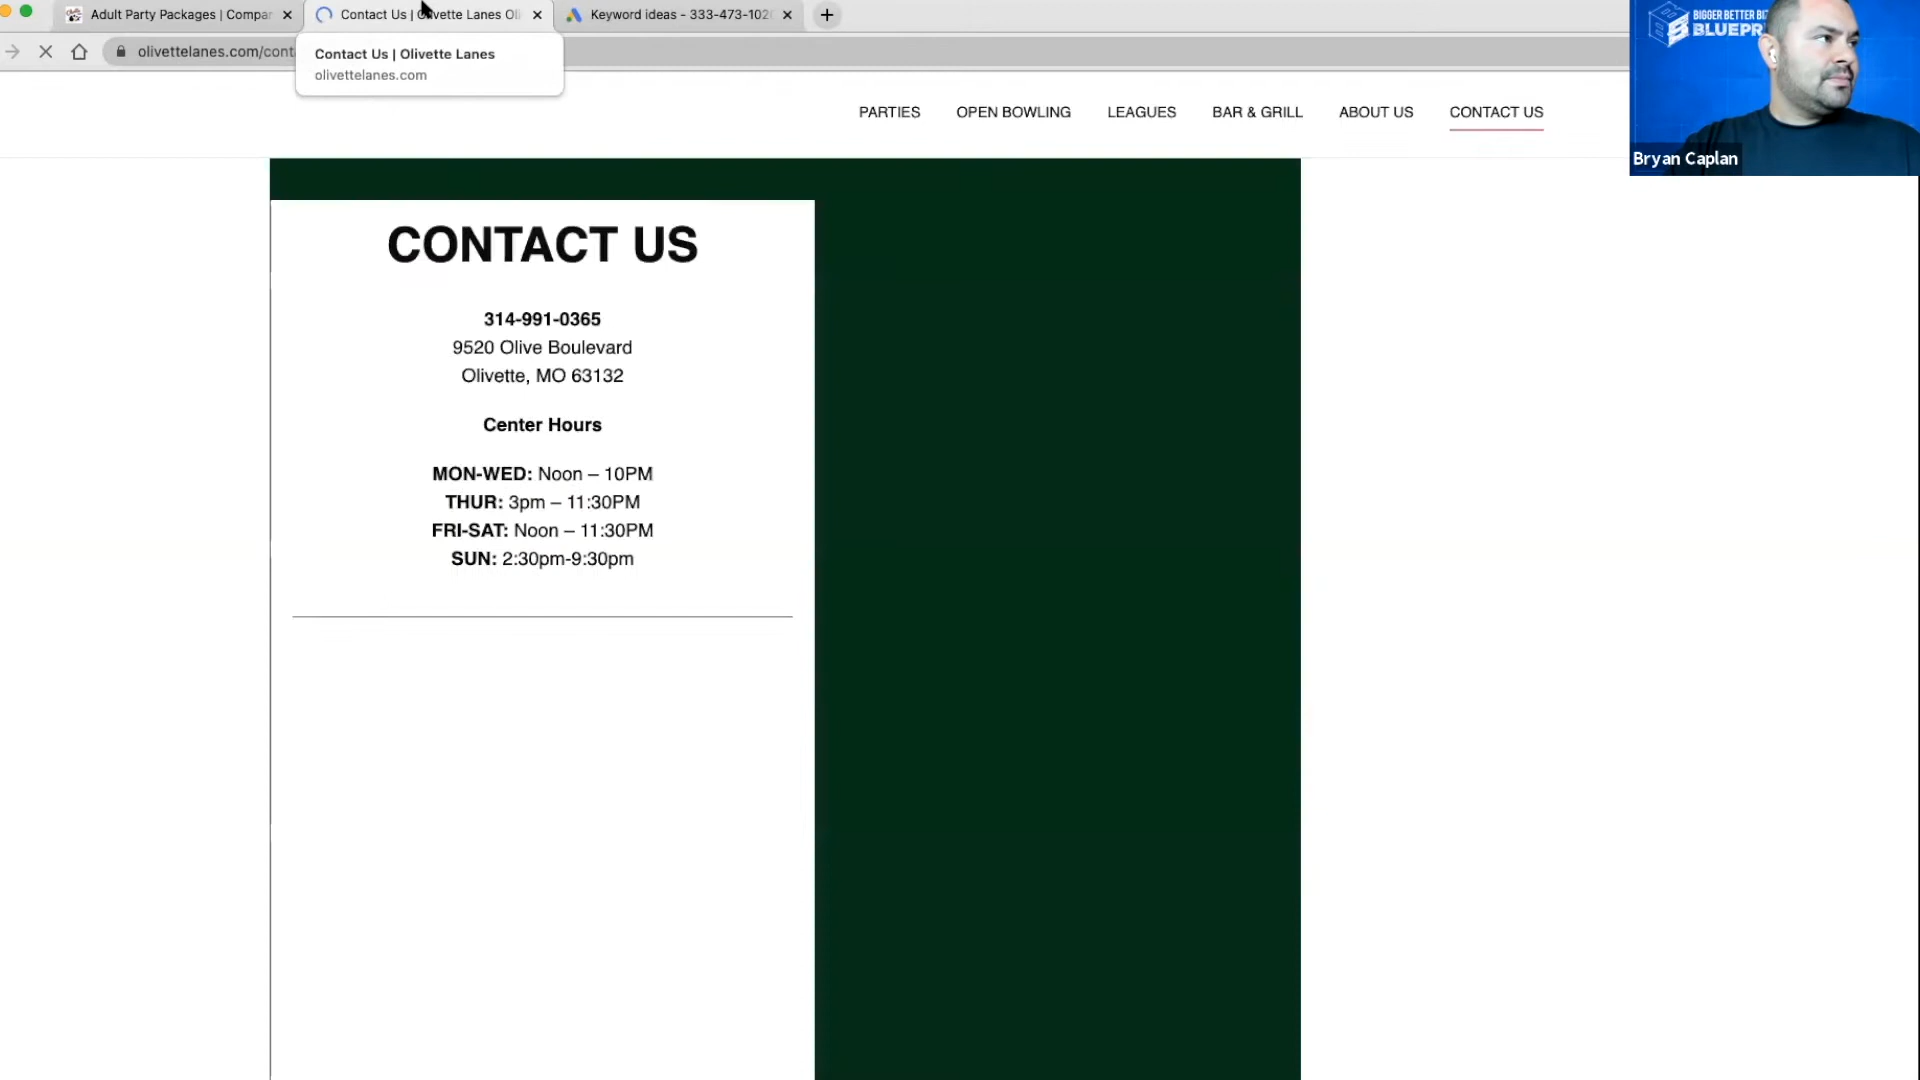 Adult Party Packages | Compar
Contact Us | Olivette Lanes Oli
Keyword ideas - 333-473-102
olivettelanes.com/cont
Contact Us | Olivette Lanes
olivettelanes.com
BIGGER BETTER BI
BLUEPR
Bryan Caplan
PARTIES
OPEN BOWLING
LEAGUES
BAR & GRILL
ABOUT US
CONTACT US
CONTACT US
314-991-0365
9520 Olive Boulevard
Olivette, MO 63132
Center Hours
MON-WED: Noon – 10PM
THUR: 3pm – 11:30PM
FRI-SAT: Noon – 11:30PM
SUN: 2:30pm-9:30pm